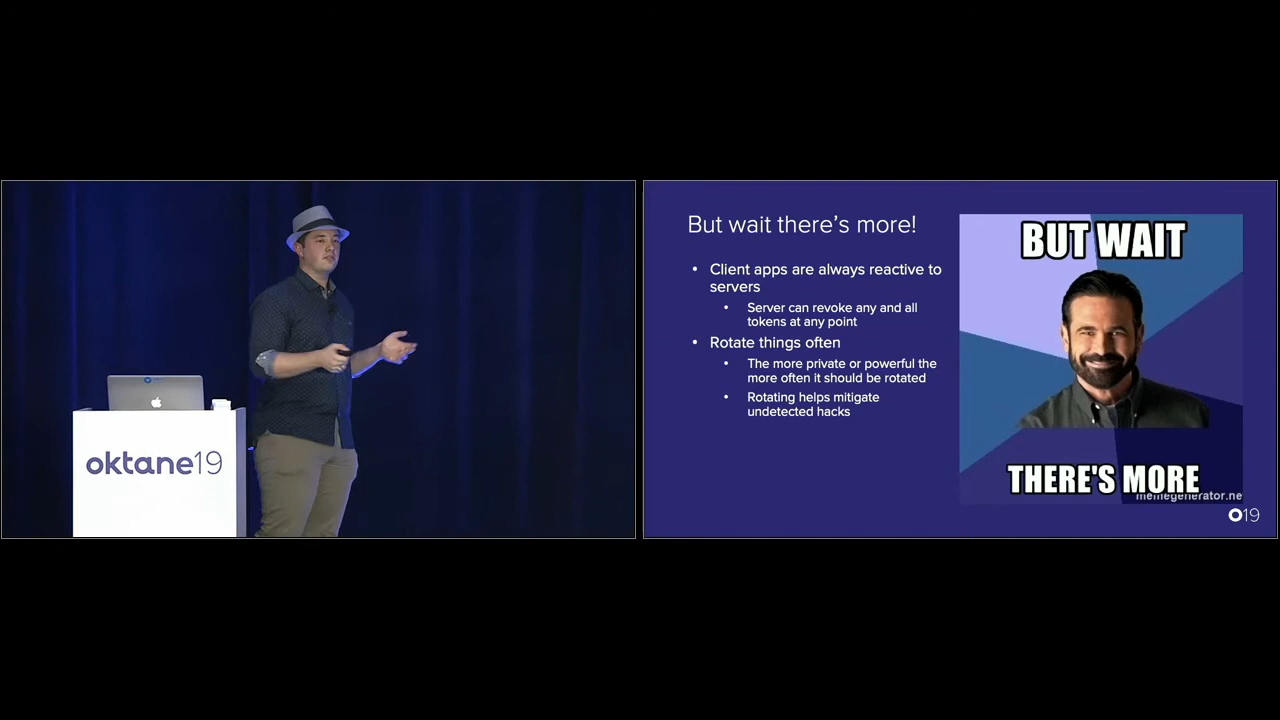 oktane19
But wait there's more!
• Client apps are always reactive to
servers
• Server can revoke any and all
tokens at any point
• Rotate things often
• The more private or powerful the
more often it should be rotated
• Rotating helps mitigate
undetected hacks
BUT WAIT
THERE'S MORE
memegenerator.ne
O19